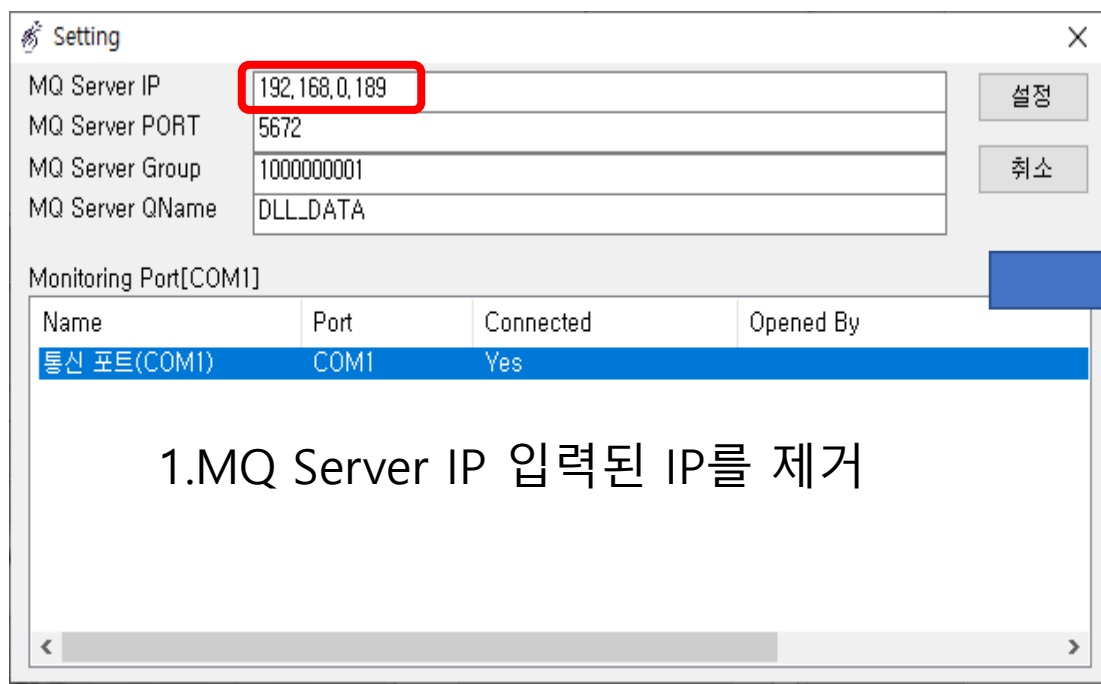 Setting
MQ Server IP 192,168,0,189 설정
MQ Server PORT 5672
MQ Server Group 1000000001 취소
MQ Server QName DLL_DATA
Monitoring Port[COM1]
Name Port Connected Opened By
통신 포트(COM1) COM1 Yes
1.MQ Server IP 입력된 IP를 제거